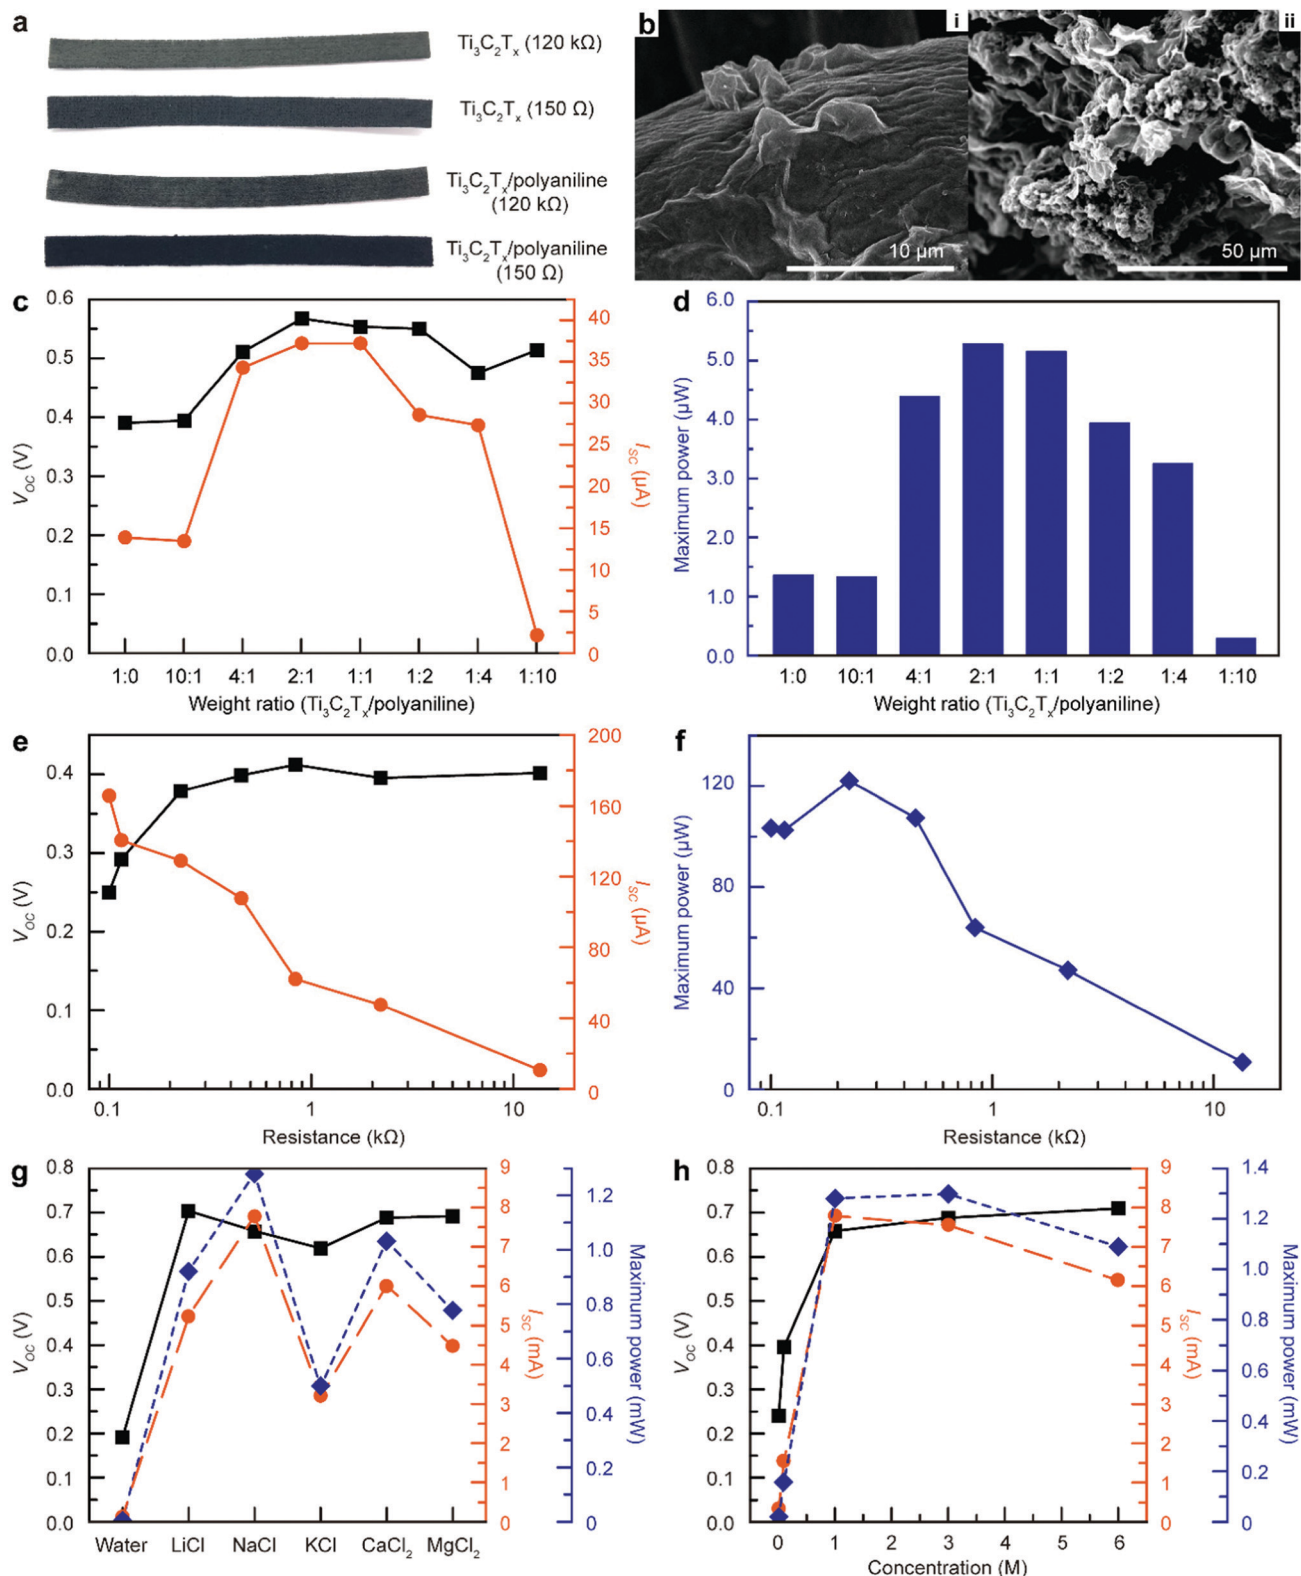 a
Ti₃C₂Tₓ (120 kΩ)
Ti₃C₂Tₓ (150 Ω)
Ti₃C₂Tₓ/polyaniline
(120 kΩ)
Ti₃C₂Tₓ/polyaniline
(150 Ω)
b
i
10 µm
ii
50 µm
c
0.6
0.5
0.4
0.3
0.2
0.1
0.0
V_OC (V)
40
35
30
25
20
15
10
5
0
I_SC (µA)
1:0 10:1 4:1 2:1 1:1 1:2 1:4 1:10
Weight ratio (Ti₃C₂Tₓ/polyaniline)
d
6.0
5.0
4.0
3.0
2.0
1.0
0.0
Maximum power (µW)
1:0 10:1 4:1 2:1 1:1 1:2 1:4 1:10
Weight ratio (Ti₃C₂Tₓ/polyaniline)
e
0.4
0.3
0.2
0.1
0.0
V_OC (V)
200
160
120
80
40
0
I_SC (µA)
0.1 1 10
Resistance (kΩ)
f
120
80
40
0
Maximum power (µW)
0.1 1 10
Resistance (kΩ)
g
0.8
0.7
0.6
0.5
0.4
0.3
0.2
0.1
0.0
V_OC (V)
9
8
7
6
5
4
3
2
1
0
I_SC (mA)
1.2
1.0
0.8
0.6
0.4
0.2
0
Maximum power (mW)
Water LiCl NaCl KCl CaCl₂ MgCl₂
h
0.8
0.7
0.6
0.5
0.4
0.3
0.2
0.1
0.0
V_OC (V)
9
8
7
6
5
4
3
2
1
0
I_SC (mA)
1.4
1.2
1.0
0.8
0.6
0.4
0.2
0
Maximum power (mW)
0 1 2 3 4 5 6
Concentration (M)